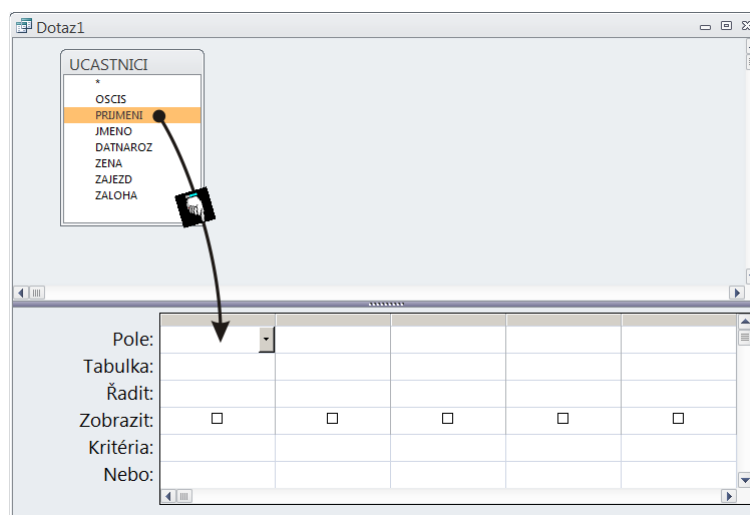 Dotaz1
UCASTNICI
*
OSCIS
PRIJMENI
JMENO
DATNAROZ
ZENA
ZAJEZD
ZALOHA
Pole:
Tabulka:
Řadit:
Zobrazit:
Kritéria:
Nebo: